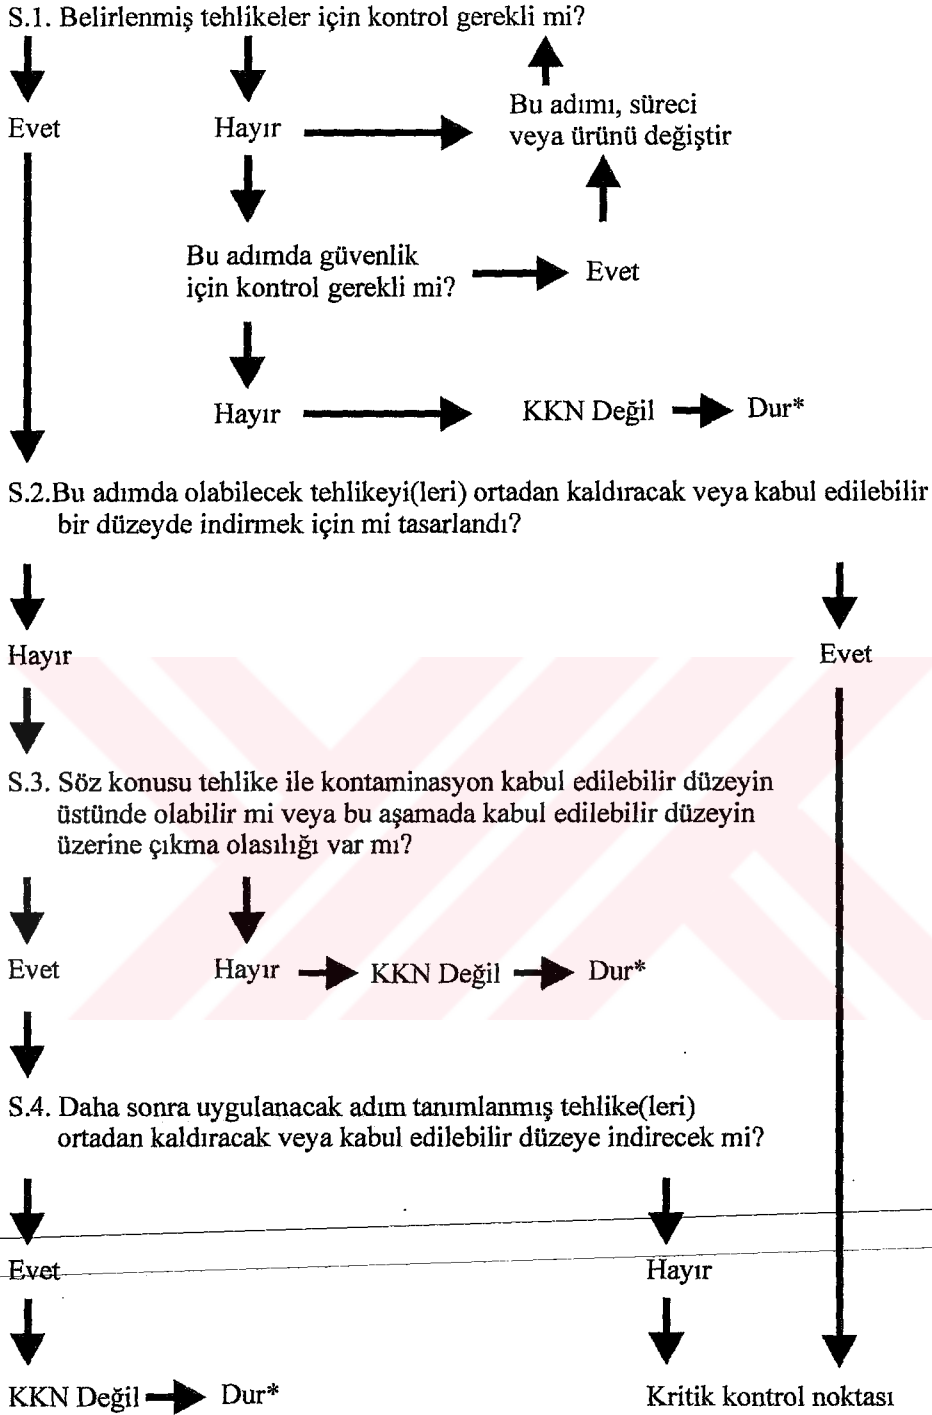 S.1. Belirlenmiş tehlikeler için kontrol gerekli mi?
Evet
Hayır
Bu adımı, süreci
veya ürünü değiştir
Bu adımda güvenlik
için kontrol gerekli mi?
Evet
Hayır
KKN Değil
Dur*
S.2.Bu adımda olabilecek tehlikeyi(leri) ortadan kaldıracak veya kabul edilebilir
bir düzeyde indirmek için mi tasarlandı?
Hayır
Evet
S.3. Söz konusu tehlike ile kontaminasyon kabul edilebilir düzeyin
üstünde olabilir mi veya bu aşamada kabul edilebilir düzeyin
üzerine çıkma olasılığı var mı?
Evet
Hayır
KKN Değil
Dur*
S.4. Daha sonra uygulanacak adım tanımlanmış tehlike(leri)
ortadan kaldıracak veya kabul edilebilir düzeye indirecek mi?
Evet
Hayır
KKN Değil
Dur*
Kritik kontrol noktası